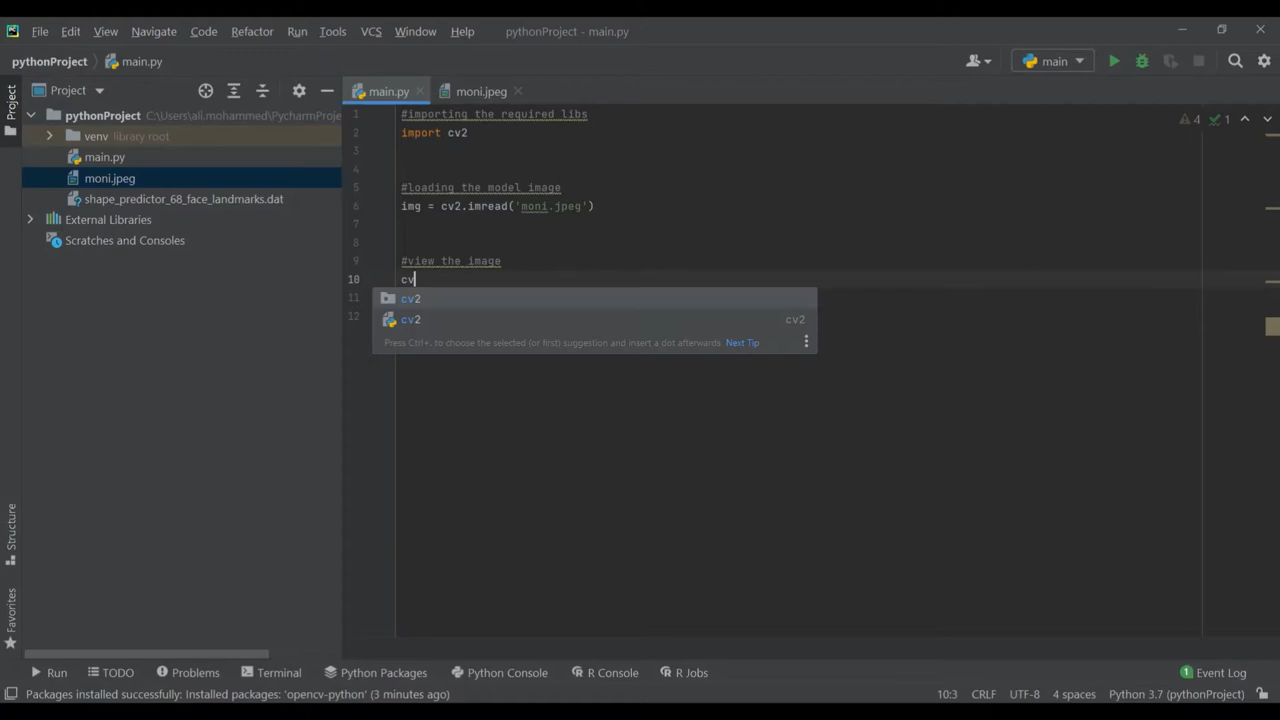 File Edit View Navigate Code Refactor Run Tools VCS Window Help pythonProject - main.py
pythonProject main.py main
Project main.py moni.jpeg
Project
pythonProject C:\Users\ali.mohammed\PycharmProje
venv library root
main.py
moni.jpeg
shape_predictor_68_face_landmarks.dat
External Libraries
Scratches and Consoles
1 #importing the required libs
2 import cv2
3
4
5 #loading the model image
6 img = cv2.imread('moni.jpeg')
7
8
9 #view the image
10 cv
11
12
4 1
cv2
cv2 cv2
Press Ctrl+. to choose the selected (or first) suggestion and insert a dot afterwards Next Tip
Structure
Favorites
Run TODO Problems Terminal Python Packages Python Console R Console R Jobs 1 Event Log
Packages installed successfully: Installed packages: 'opencv-python' (3 minutes ago) 10:3 CRLF UTF-8 4 spaces Python 3.7 (pythonProject)